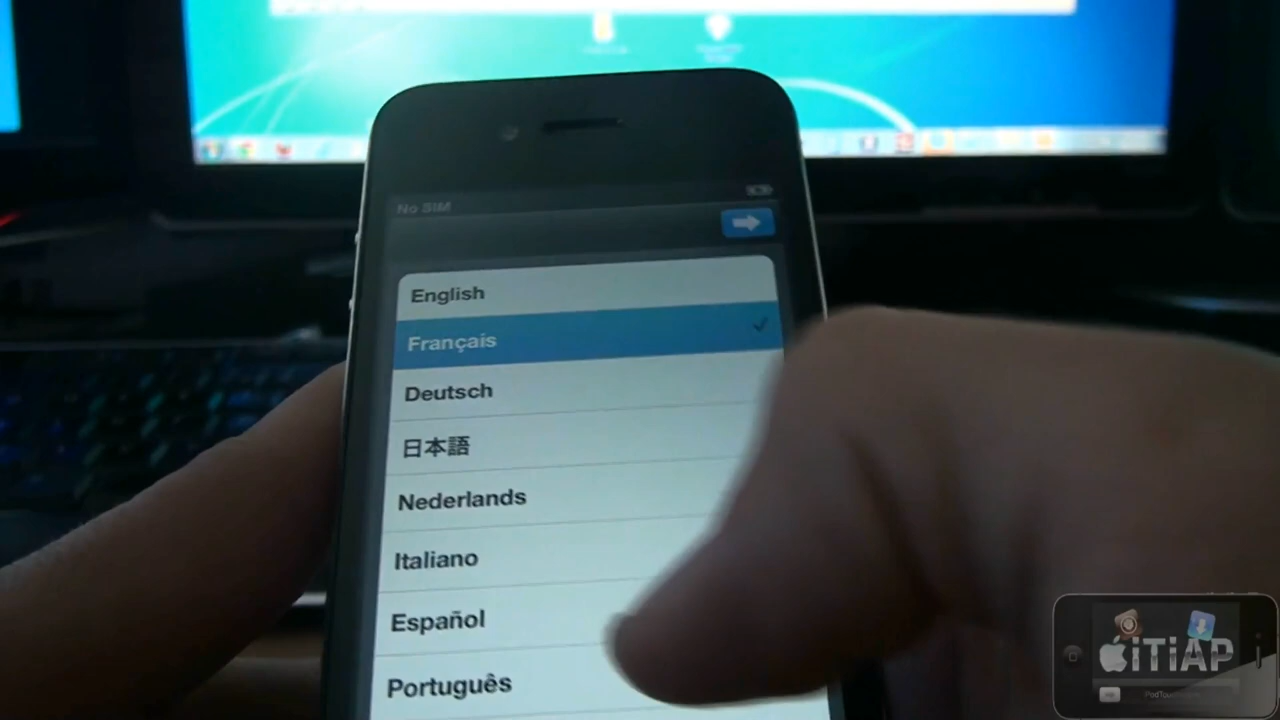 No SIM
English
Français
Deutsch
日本語
Nederlands
Italiano
Español
Português
iTiAP